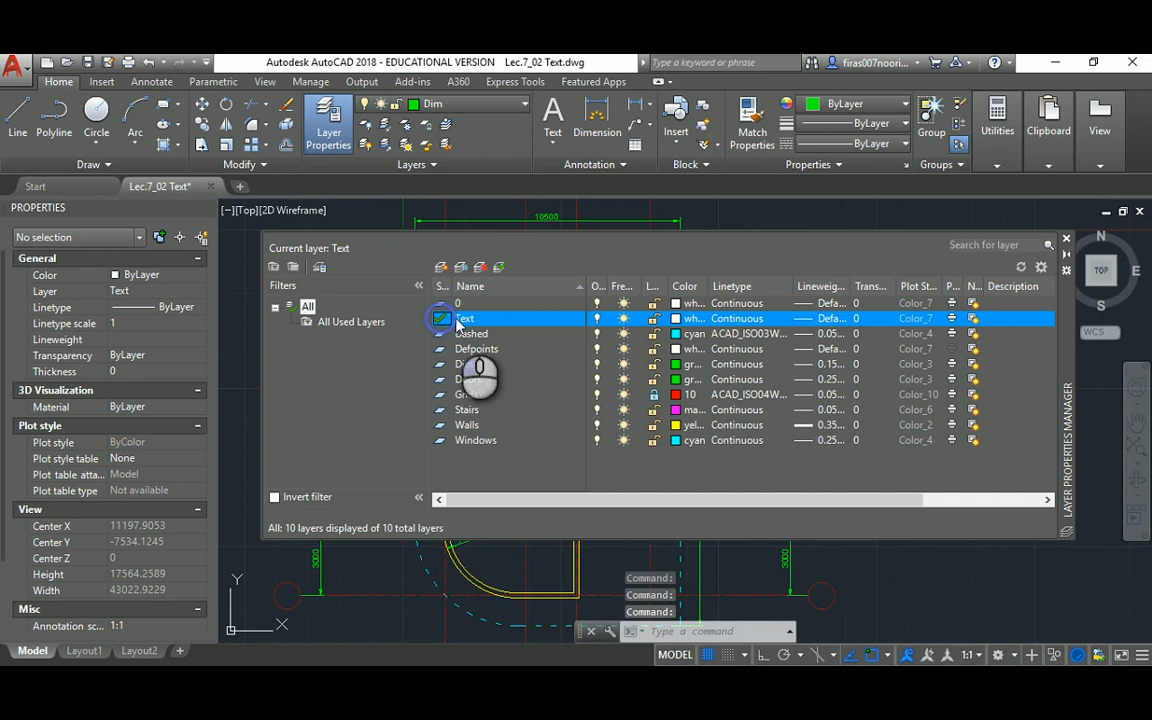 Autodesk AutoCAD 2018 - EDUCATIONAL VERSION Lec.7_02 Text.dwg
Type a keyword or phrase
firas007noori...
Home Insert Annotate Parametric View Manage Output Add-ins A360 Express Tools Featured Apps
Line Polyline Circle Arc
Layer Properties
Dim
Text Dimension
Insert
Match Properties
ByLayer
ByLayer
ByLayer
Group
Utilities
Clipboard
View
Draw Modify Layers Annotation Block Properties Groups
Start Lec.7_02 Text*
PROPERTIES
No selection
General
Color ByLayer
Layer Text
Linetype ByLayer
Linetype scale 1
Lineweight
Transparency ByLayer
Thickness 0
3D Visualization
Material ByLayer
Plot style
Plot style ByColor
Plot style table None
Plot table atta... Model
Plot table type Not available
View
Center X 11197.9053
Center Y -7534.1245
Center Z 0
Height 17564.2589
Width 43022.9229
Misc
Annotation sc... 1:1
[−][Top][2D Wireframe]
10500
Current layer: Text
Search for layer
Filters
All
All Used Layers
Invert filter
All: 10 layers displayed of 10 total layers
S... Name O.. Fre... L... Color Linetype Lineweig... Trans... Plot St... P... N... Description
0 wh... Continuous Defa... 0 Color_7
Text wh... Continuous Defa... 0 Color_7
Dashed cyan ACAD_ISO03W... 0.05... 0 Color_4
Defpoints wh... Continuous Defa... 0 Color_7
gr... Continuous 0.15... 0 Color_3
gr... Continuous 0.25... 0 Color_3
10 ACAD_ISO04W... 0.05... 0 Color_10
Stairs ma... Continuous 0.05... 0 Color_6
Walls yel... Continuous 0.35... 0 Color_2
Windows cyan Continuous 0.25... 0 Color_4
LAYER PROPERTIES MANAGER
N
E
S
TOP
WCS
3000
3000
Y
X
Command:
Command:
Command:
Type a command
Model Layout1 Layout2
MODEL
1:1